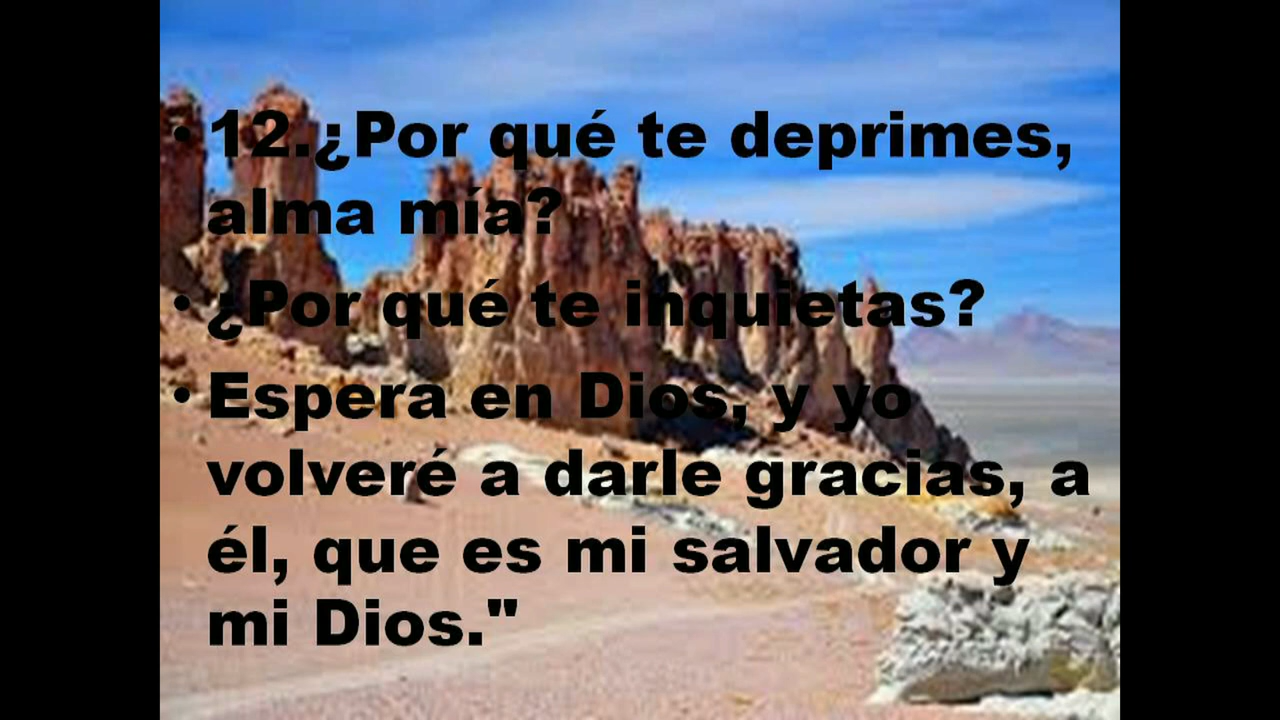 • 12.¿Por qué te deprimes,
alma mía?
• ¿Por qué te inquietas?
• Espera en Dios, y yo
volveré a darle gracias, a
él, que es mi salvador y
mi Dios."